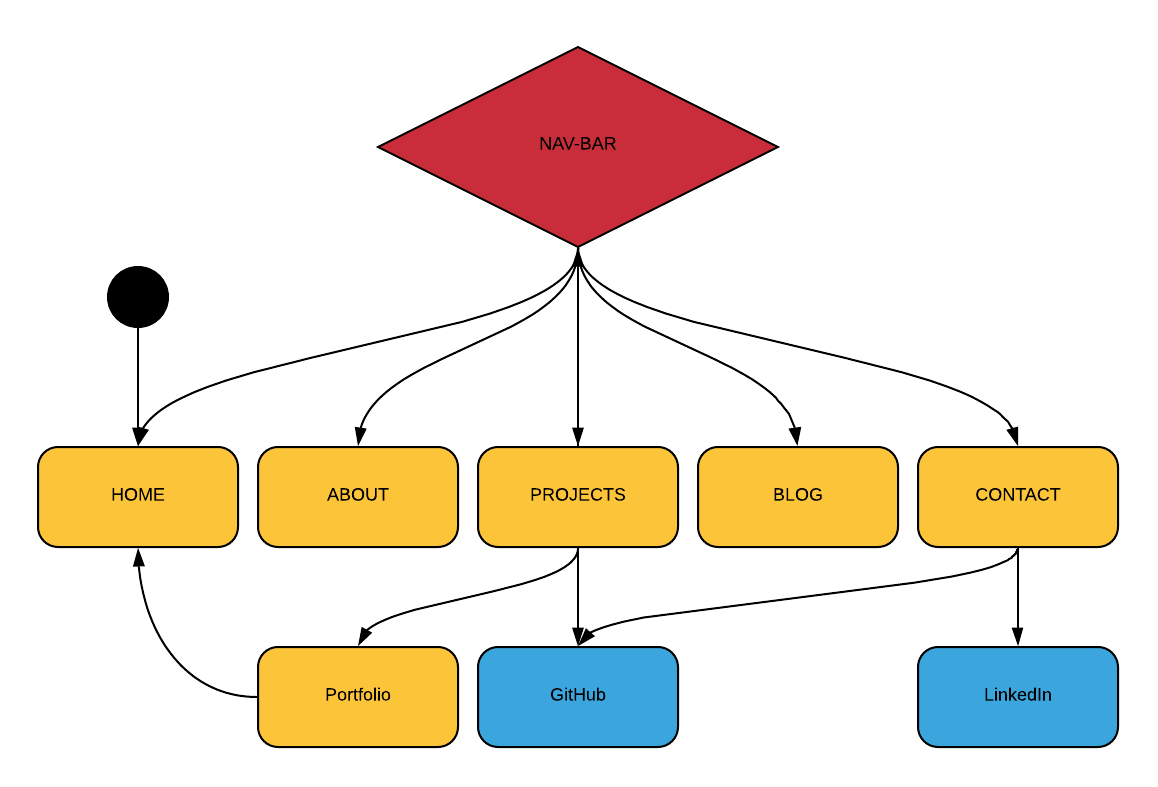 NAV-BAR
HOME
ABOUT
PROJECTS
BLOG
CONTACT
Portfolio
GitHub
LinkedIn